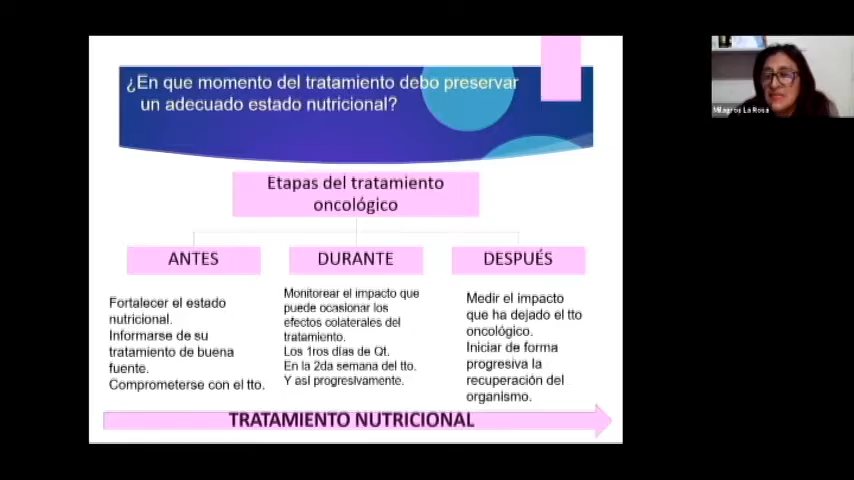 ¿En que momento del tratamiento debo preservar
un adecuado estado nutricional?
Etapas del tratamiento
oncológico
ANTES
DURANTE
DESPUÉS
Fortalecer el estado
nutricional.
Informarse de su
tratamiento de buena
fuente.
Comprometerse con el tto.
Monitorear el impacto que
puede ocasionar los
efectos colaterales del
tratamiento.
Los 1ros días de Qt.
En la 2da semana del tto.
Y así progresivamente.
Medir el impacto
que ha dejado el tto
oncológico.
Iniciar de forma
progresiva la
recuperación del
organismo.
TRATAMIENTO NUTRICIONAL
Milagros La Rosa